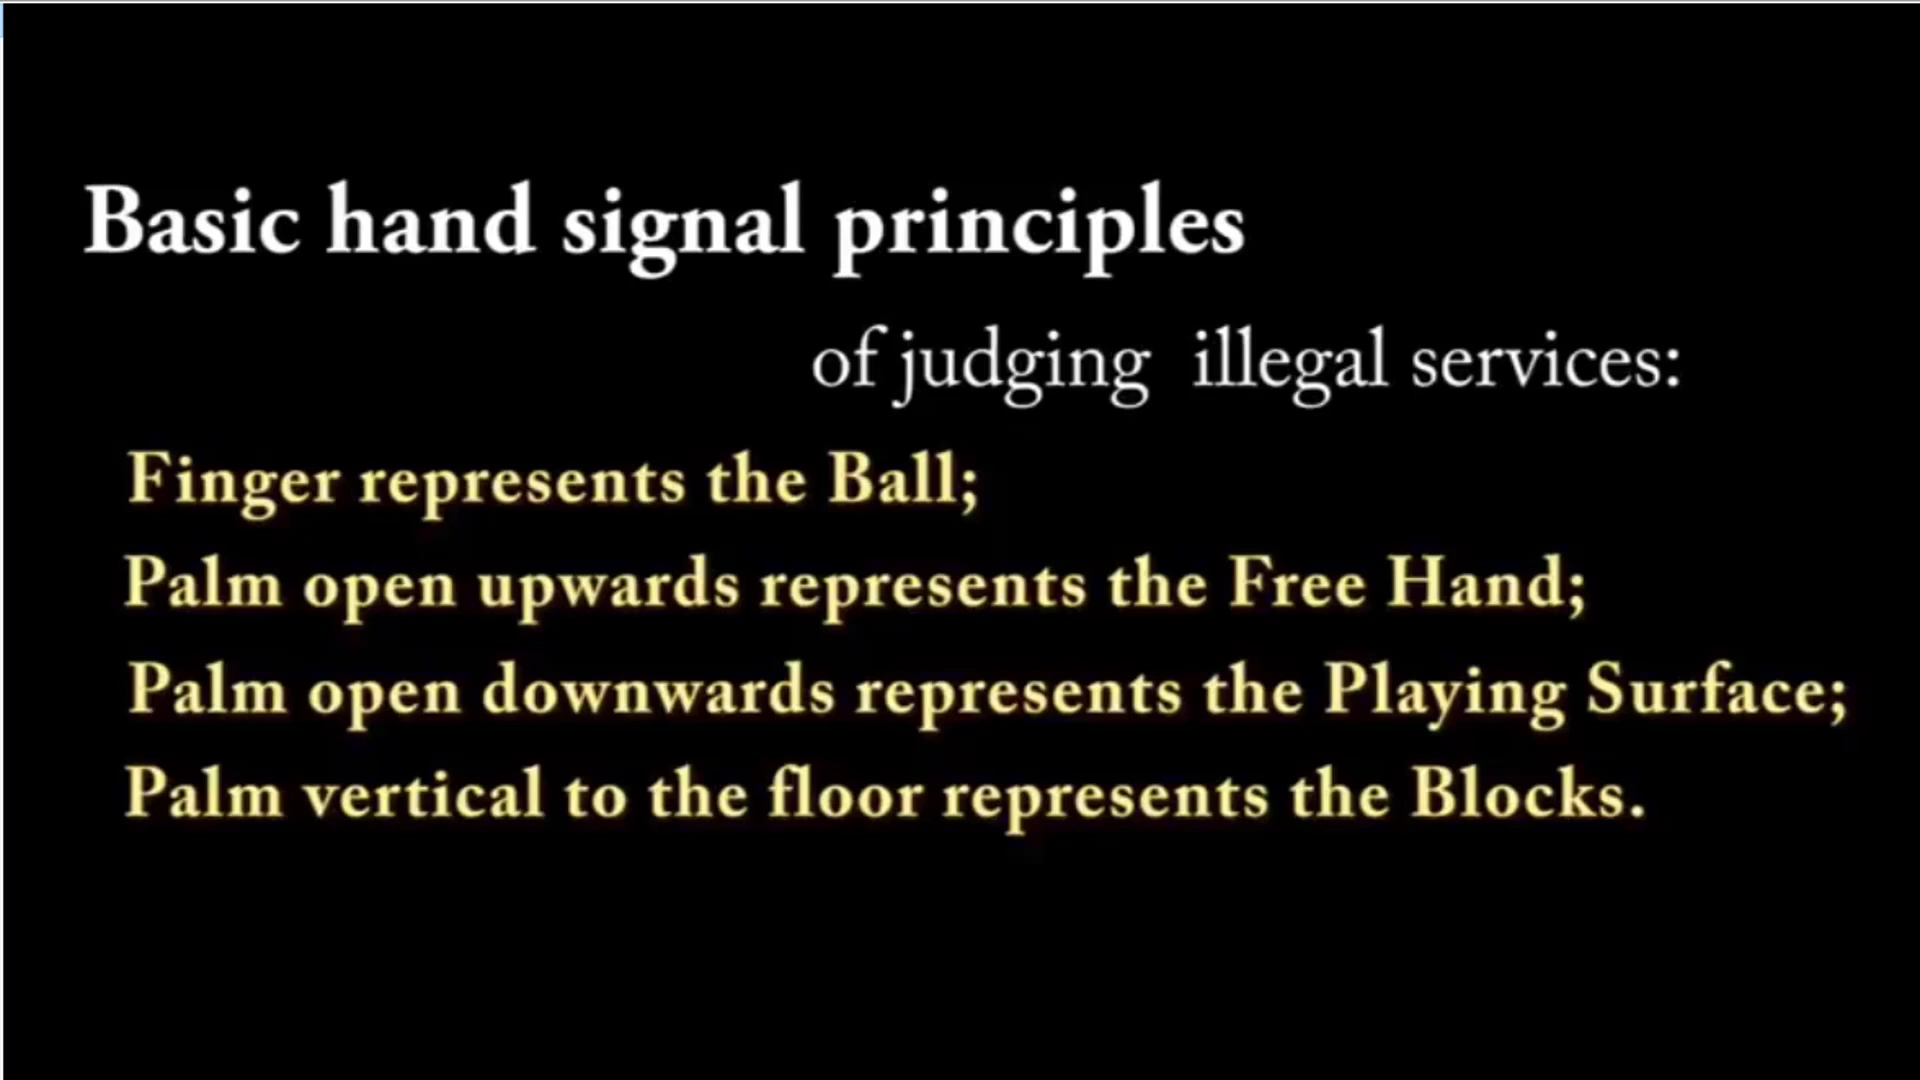 Basic hand signal principles
of judging illegal services:
Finger represents the Ball;
Palm open upwards represents the Free Hand;
Palm open downwards represents the Playing Surface;
Palm vertical to the floor represents the Blocks.